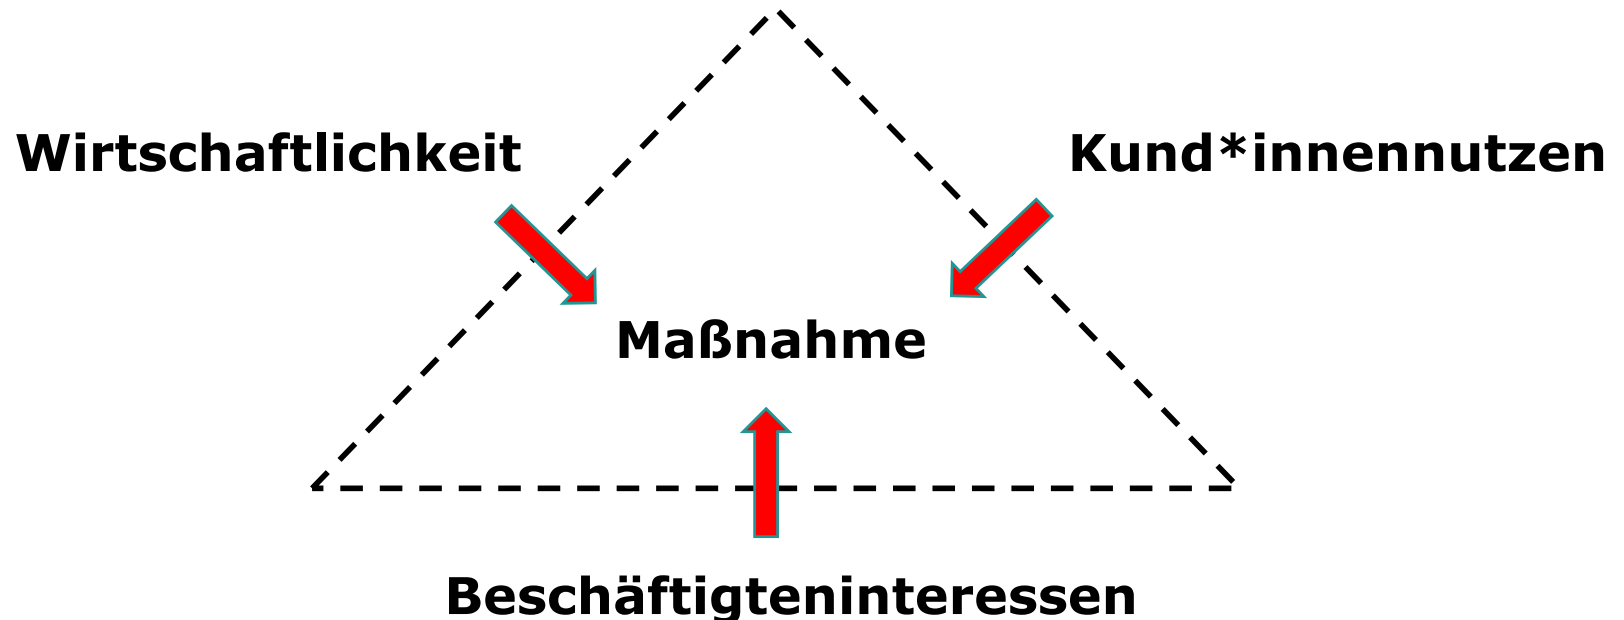 Wirtschaftlichkeit
Kund*innennutzen
Maßnahme
Beschäftigteninteressen